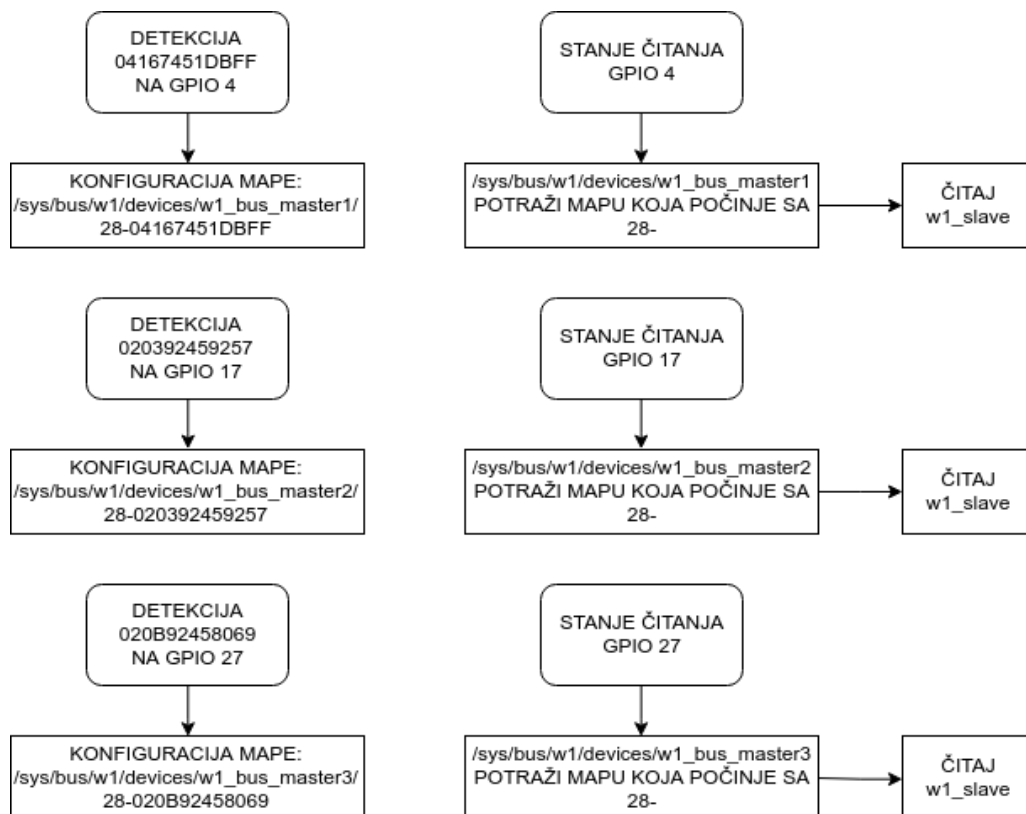 DETEKCIJA
04167451DBFF
NA GPIO 4
STANJE ČITANJA
GPIO 4
KONFIGURACIJA MAPE:
/sys/bus/w1/devices/w1_bus_master1/
28-04167451DBFF
/sys/bus/w1/devices/w1_bus_master1
POTRAŽI MAPU KOJA POČINJE SA
28-
ČITAJ
w1_slave
DETEKCIJA
020392459257
NA GPIO 17
STANJE ČITANJA
GPIO 17
KONFIGURACIJA MAPE:
/sys/bus/w1/devices/w1_bus_master2/
28-020392459257
/sys/bus/w1/devices/w1_bus_master2
POTRAŽI MAPU KOJA POČINJE SA
28-
ČITAJ
w1_slave
DETEKCIJA
020B92458069
NA GPIO 27
STANJE ČITANJA
GPIO 27
KONFIGURACIJA MAPE:
/sys/bus/w1/devices/w1_bus_master3/
28-020B92458069
/sys/bus/w1/devices/w1_bus_master3
POTRAŽI MAPU KOJA POČINJE SA
28-
ČITAJ
w1_slave